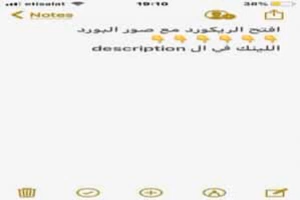 etisalat 19:10 38%
Notes
افتح الريكورد مع صور البورد
👇👇👇👇👇👇
اللينك في ال description